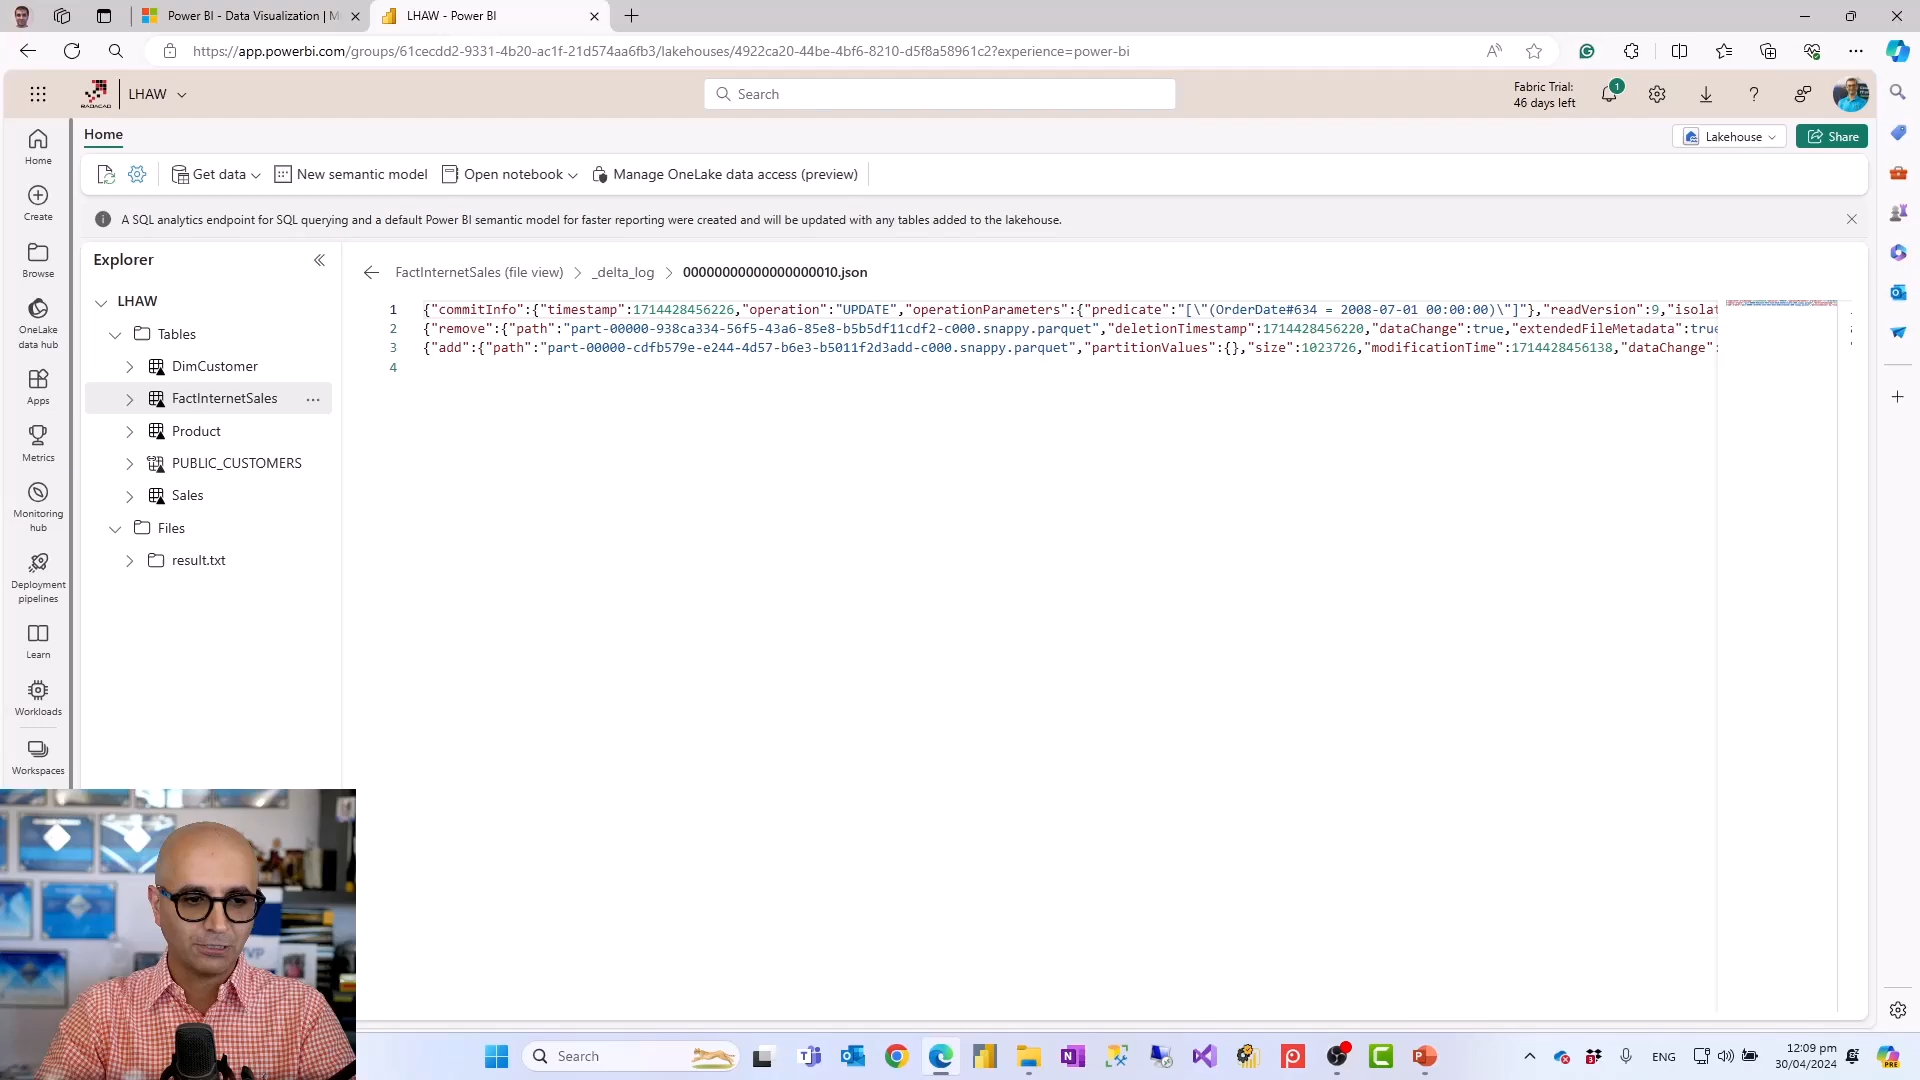 Power BI - Data Visualization | M
LHAW - Power BI
https://app.powerbi.com/groups/61cecdd2-9331-4b20-ac1f-21d574aa6fb3/lakehouses/4922ca20-44be-4bf6-8210-d5f8a58961c2?experience=power-bi
RADACAD
LHAW
Search
Fabric Trial:
46 days left
1
Home
Lakehouse
Share
Get data
New semantic model
Open notebook
Manage OneLake data access (preview)
A SQL analytics endpoint for SQL querying and a default Power BI semantic model for faster reporting were created and will be updated with any tables added to the lakehouse.
Home
Create
Browse
OneLake
data hub
Apps
Metrics
Monitoring
hub
Deployment
pipelines
Learn
Workloads
Workspaces
Explorer
LHAW
Tables
DimCustomer
FactInternetSales
Product
PUBLIC_CUSTOMERS
Sales
Files
result.txt
FactInternetSales (file view) > _delta_log > 00000000000000000010.json
1 {"commitInfo":{"timestamp":1714428456226,"operation":"UPDATE","operationParameters":{"predicate":"[\"(OrderDate#634 = 2008-07-01 00:00:00)\"]"},"readVersion":9,"isolat
2 {"remove":{"path":"part-00000-938ca334-56f5-43a6-85e8-b5b5df11cdf2-c000.snappy.parquet","deletionTimestamp":1714428456220,"dataChange":true,"extendedFileMetadata":true
3 {"add":{"path":"part-00000-cdfb579e-e244-4d57-b6e3-b5011f2d3add-c000.snappy.parquet","partitionValues":{},"size":1023726,"modificationTime":1714428456138,"dataChange":
4
Search
ENG
12:09 pm
30/04/2024